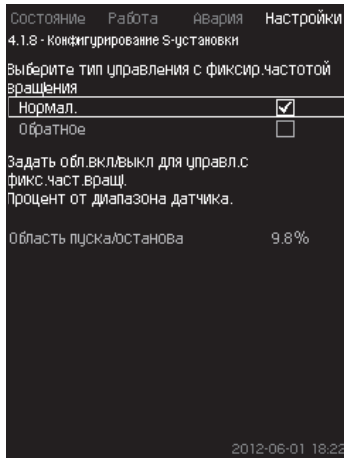 Состояние Работа Авария Настройки
4.1.8 - Конфигурирование S-установки
Выберите тип управления с фиксир.частотой
вращения
Нормал.
Обратное
Задать обл.вкл/выкл для управл.с
фикс.част.вращ.
Процент от диапазона датчика.
Область пуска/останова 9.8%
2012-06-01 18:22